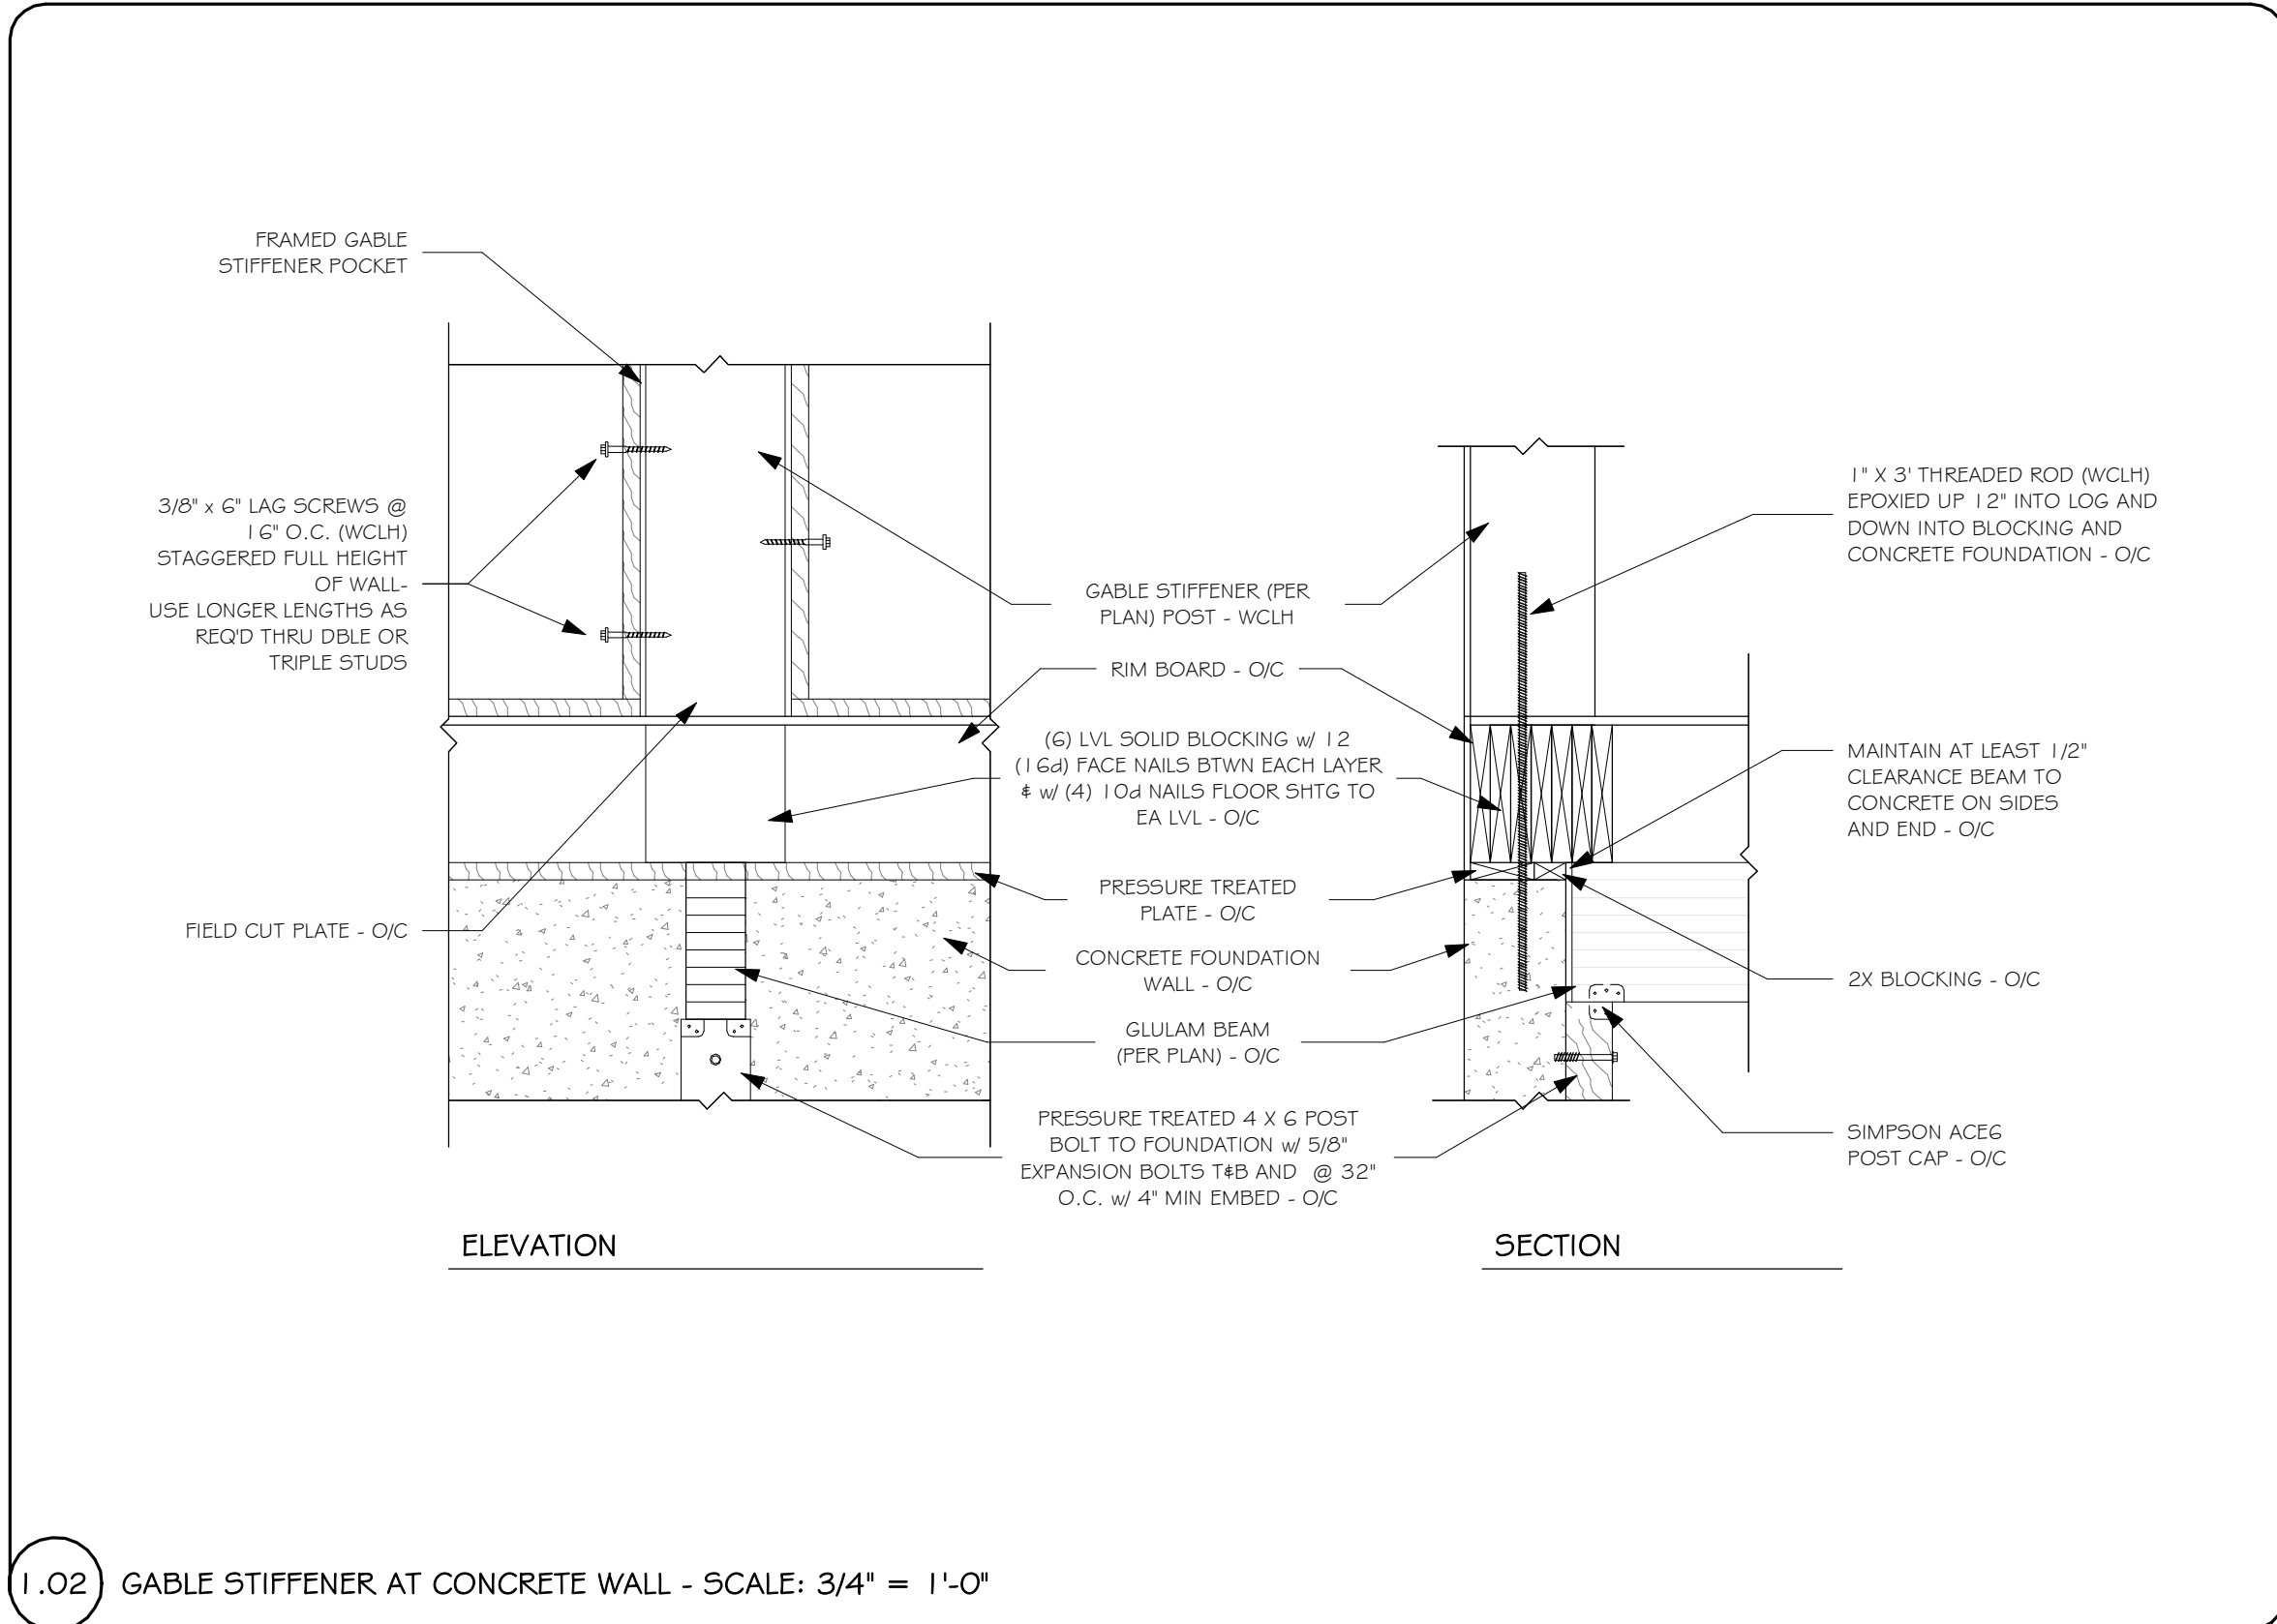 FRAMED GABLE
STIFFENER POCKET
3/8" x 6" LAG SCREWS @
16" O.C. (WCLH)
STAGGERED FULL HEIGHT
OF WALL-
USE LONGER LENGTHS AS
REQ'D THRU DBLE OR
TRIPLE STUDS
FIELD CUT PLATE - O/C
GABLE STIFFENER (PER
PLAN) POST - WCLH
RIM BOARD - O/C
(6) LVL SOLID BLOCKING w/ 12
(16d) FACE NAILS BTWN EACH LAYER
& w/ (4) 10d NAILS FLOOR SHTG TO
EA LVL - O/C
PRESSURE TREATED
PLATE - O/C
CONCRETE FOUNDATION
WALL - O/C
GLULAM BEAM
(PER PLAN) - O/C
PRESSURE TREATED 4 X 6 POST
BOLT TO FOUNDATION w/ 5/8"
EXPANSION BOLTS T&B AND @ 32"
O.C. w/ 4" MIN EMBED - O/C
1" X 3' THREADED ROD (WCLH)
EPOXIED UP 12" INTO LOG AND
DOWN INTO BLOCKING AND
CONCRETE FOUNDATION - O/C
MAINTAIN AT LEAST 1/2"
CLEARANCE BEAM TO
CONCRETE ON SIDES
AND END - O/C
2X BLOCKING - O/C
SIMPSON ACE6
POST CAP - O/C
ELEVATION
SECTION
1.02 GABLE STIFFENER AT CONCRETE WALL - SCALE: 3/4" = 1'-0"